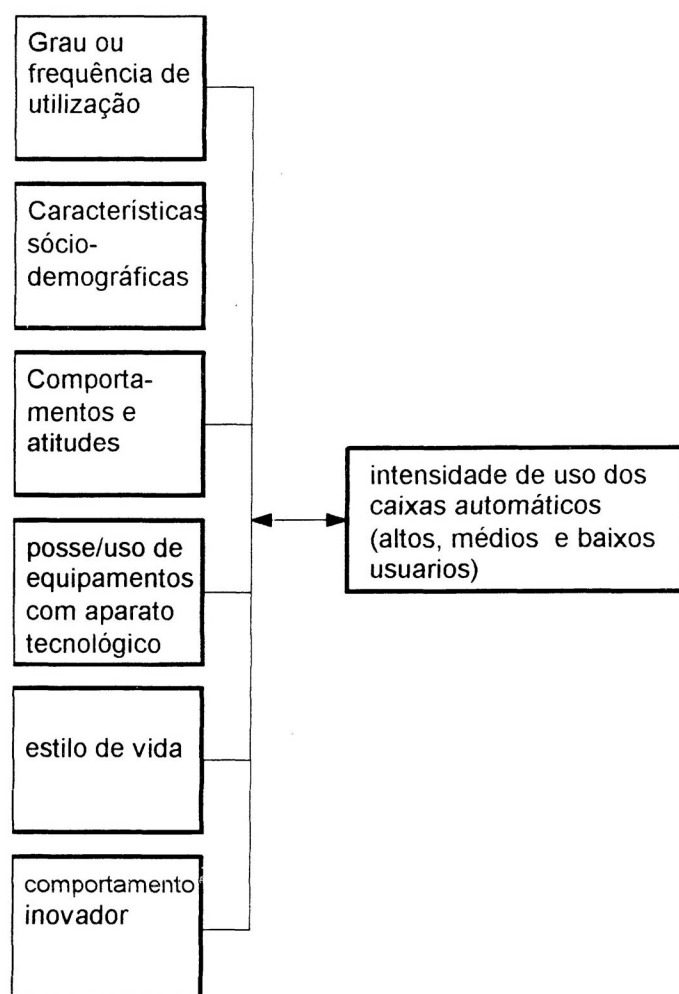 Grau ou
frequência de
utilização
Características
sócio-
demográficas
Comporta-
mentos e
atitudes
posse/uso de
equipamentos
com aparato
tecnológico
estilo de vida
comportamento
inovador
intensidade de uso dos
caixas automáticos
(altos, médios e baixos
usuarios)